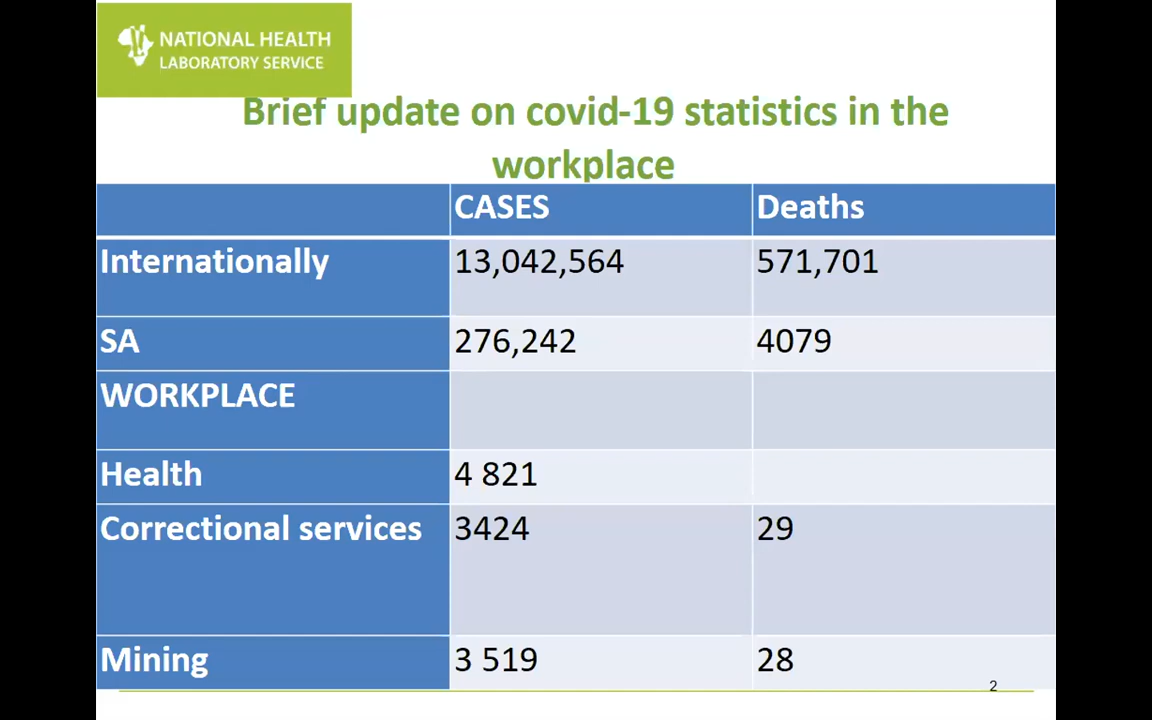 NATIONAL HEALTH
LABORATORY SERVICE
Brief update on covid-19 statistics in the
workplace
CASES Deaths
Internationally 13,042,564 571,701
SA 276,242 4079
WORKPLACE
Health 4 821
Correctional services 3424 29
Mining 3 519 28
2